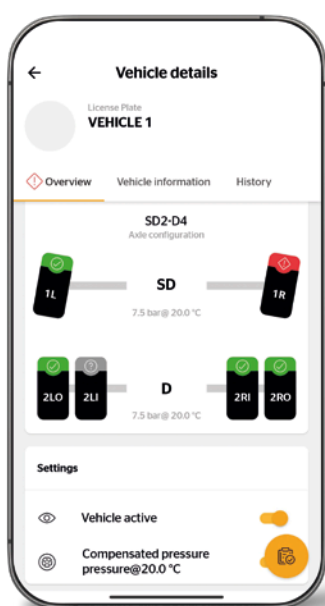 Vehicle details
License Plate
VEHICLE 1
Overview Vehicle information History
SD2-D4
Axle configuration
1L SD 1R
7.5 bar@ 20.0 °C
2LO 2LI D 2RI 2RO
7.5 bar@ 20.0 °C
Settings
Vehicle active
Compensated pressure
pressure@20.0 °C